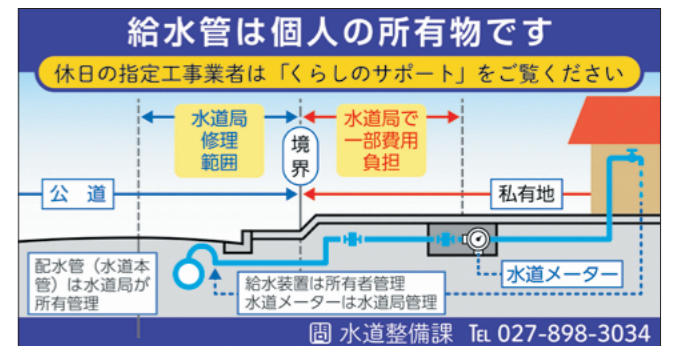 給水管は個人の所有物です
休日の指定工事業者は「くらしのサポート」をご覧ください
水道局
修理
範囲
境界
水道局で
一部費用
負担
公 道
私有地
配水管（水道本
管）は水道局が
所有管理
給水装置は所有者管理
水道メーターは水道局管理
水道メーター
問 水道整備課 TEL 027-898-3034